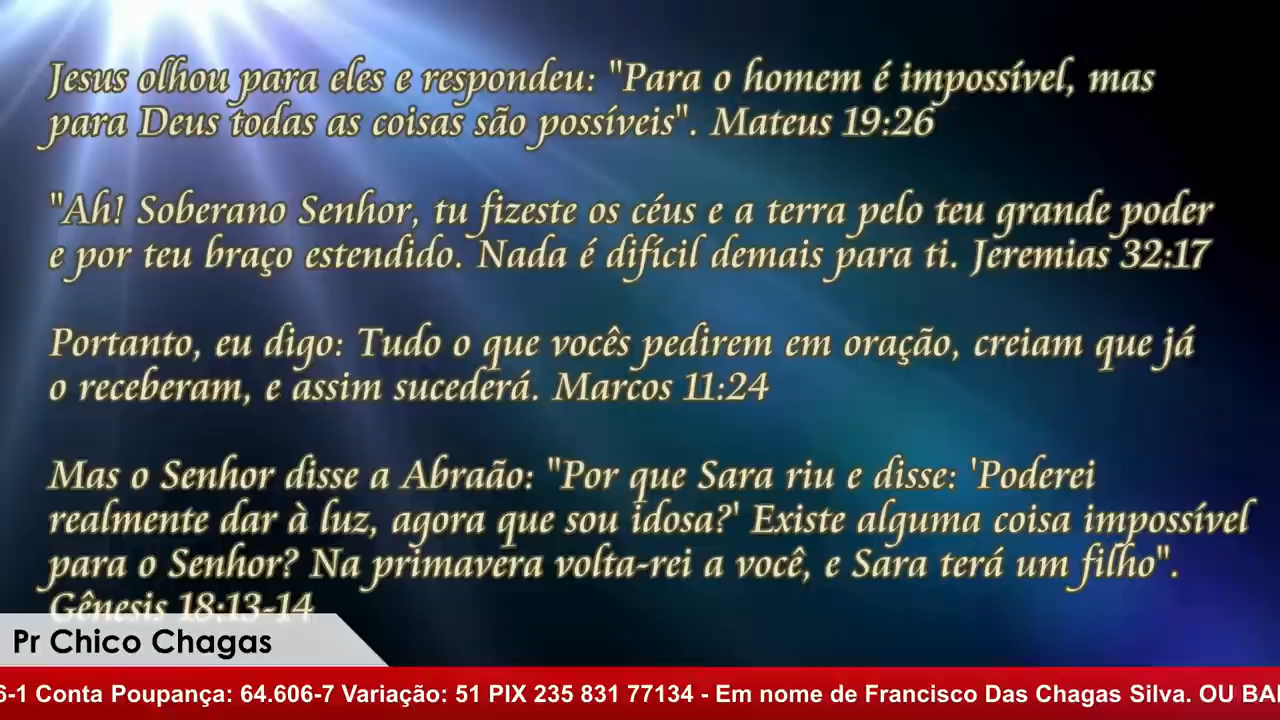 Jesus olhou para eles e respondeu: "Para o homem é impossível, mas
para Deus todas as coisas são possíveis". Mateus 19:26
"Ah! Soberano Senhor, tu fizeste os céus e a terra pelo teu grande poder
e por teu braço estendido. Nada é difícil demais para ti. Jeremias 32:17
Portanto, eu digo: Tudo o que vocês pedirem em oração, creiam que já
o receberam, e assim sucederá. Marcos 11:24
Mas o Senhor disse a Abraão: "Por que Sara riu e disse: 'Poderei
realmente dar à luz, agora que sou idosa?' Existe alguma coisa impossível
para o Senhor? Na primavera volta-rei a você, e Sara terá um filho".
Gênesis 18:13-14
Pr Chico Chagas
6-1 Conta Poupança: 64.606-7 Variação: 51 PIX 235 831 77134 - Em nome de Francisco Das Chagas Silva. OU BA